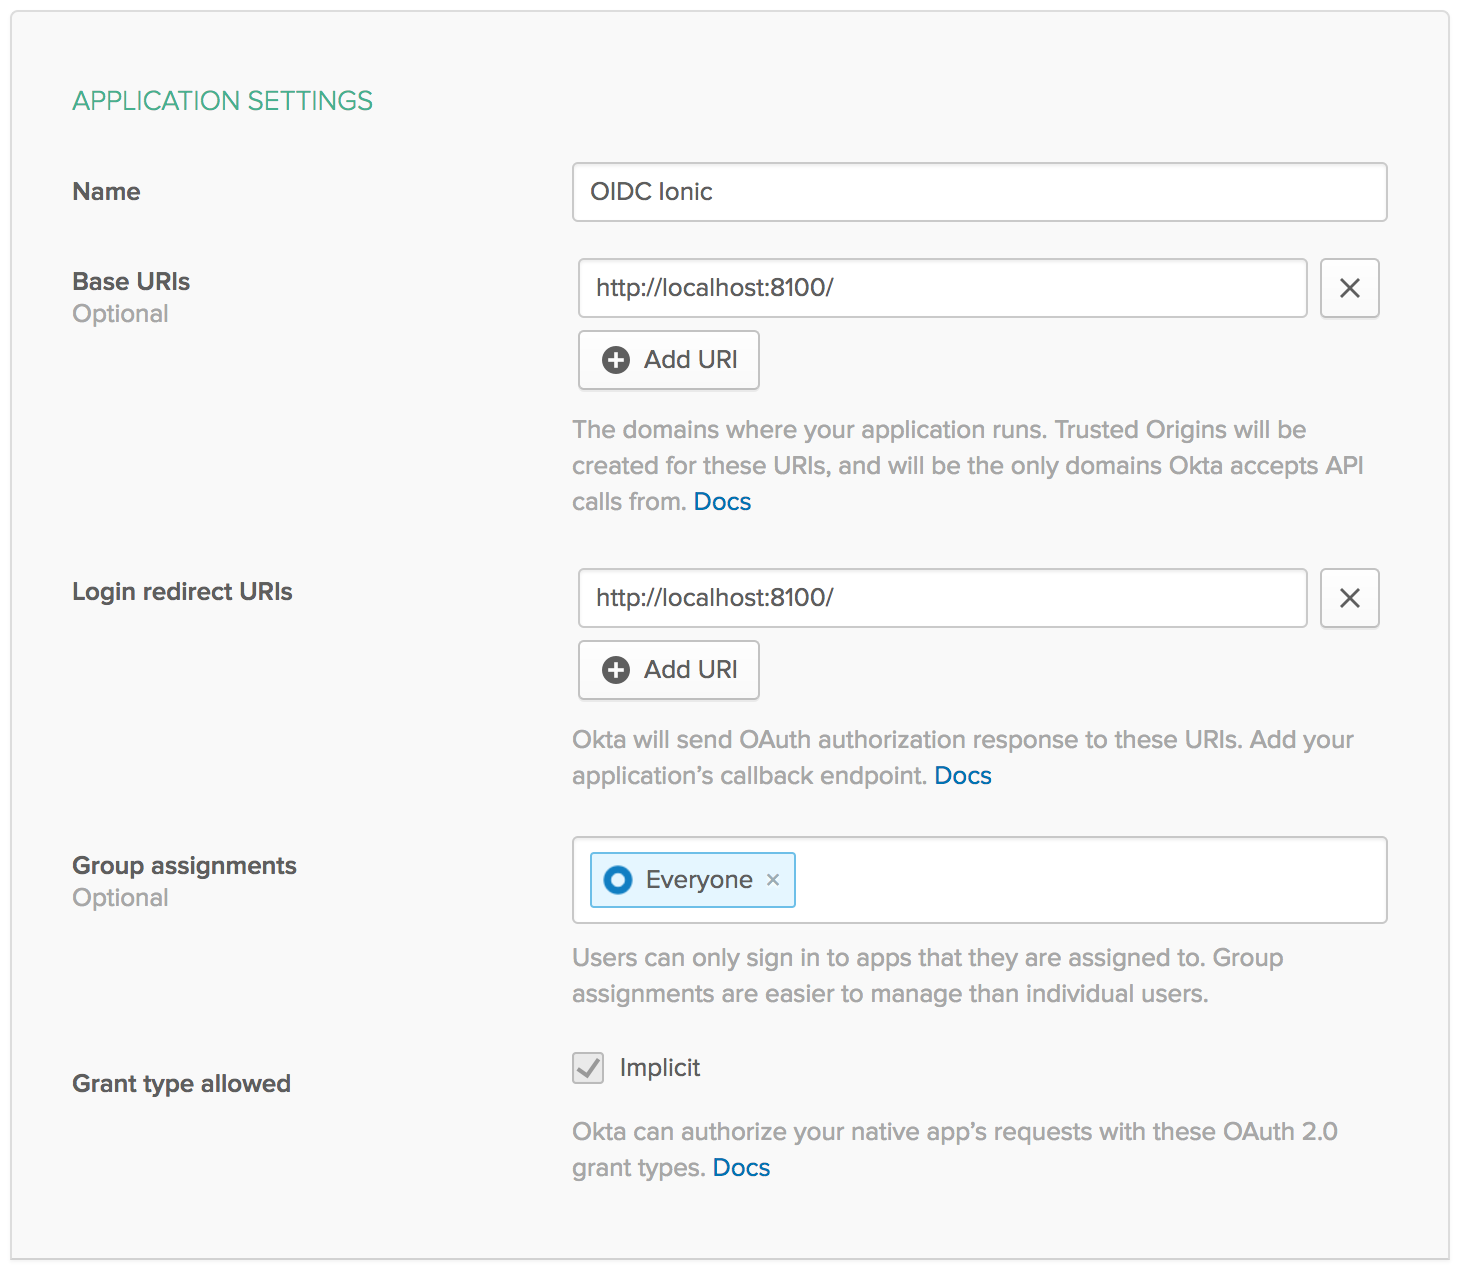 APPLICATION SETTINGS
Name
OIDC Ionic
Base URIs
Optional
http://localhost:8100/
Add URI
The domains where your application runs. Trusted Origins will be
created for these URIs, and will be the only domains Okta accepts API
calls from. Docs
Login redirect URIs
http://localhost:8100/
Add URI
Okta will send OAuth authorization response to these URIs. Add your
application’s callback endpoint. Docs
Group assignments
Optional
Everyone ×
Users can only sign in to apps that they are assigned to. Group
assignments are easier to manage than individual users.
Grant type allowed
Implicit
Okta can authorize your native app’s requests with these OAuth 2.0
grant types. Docs